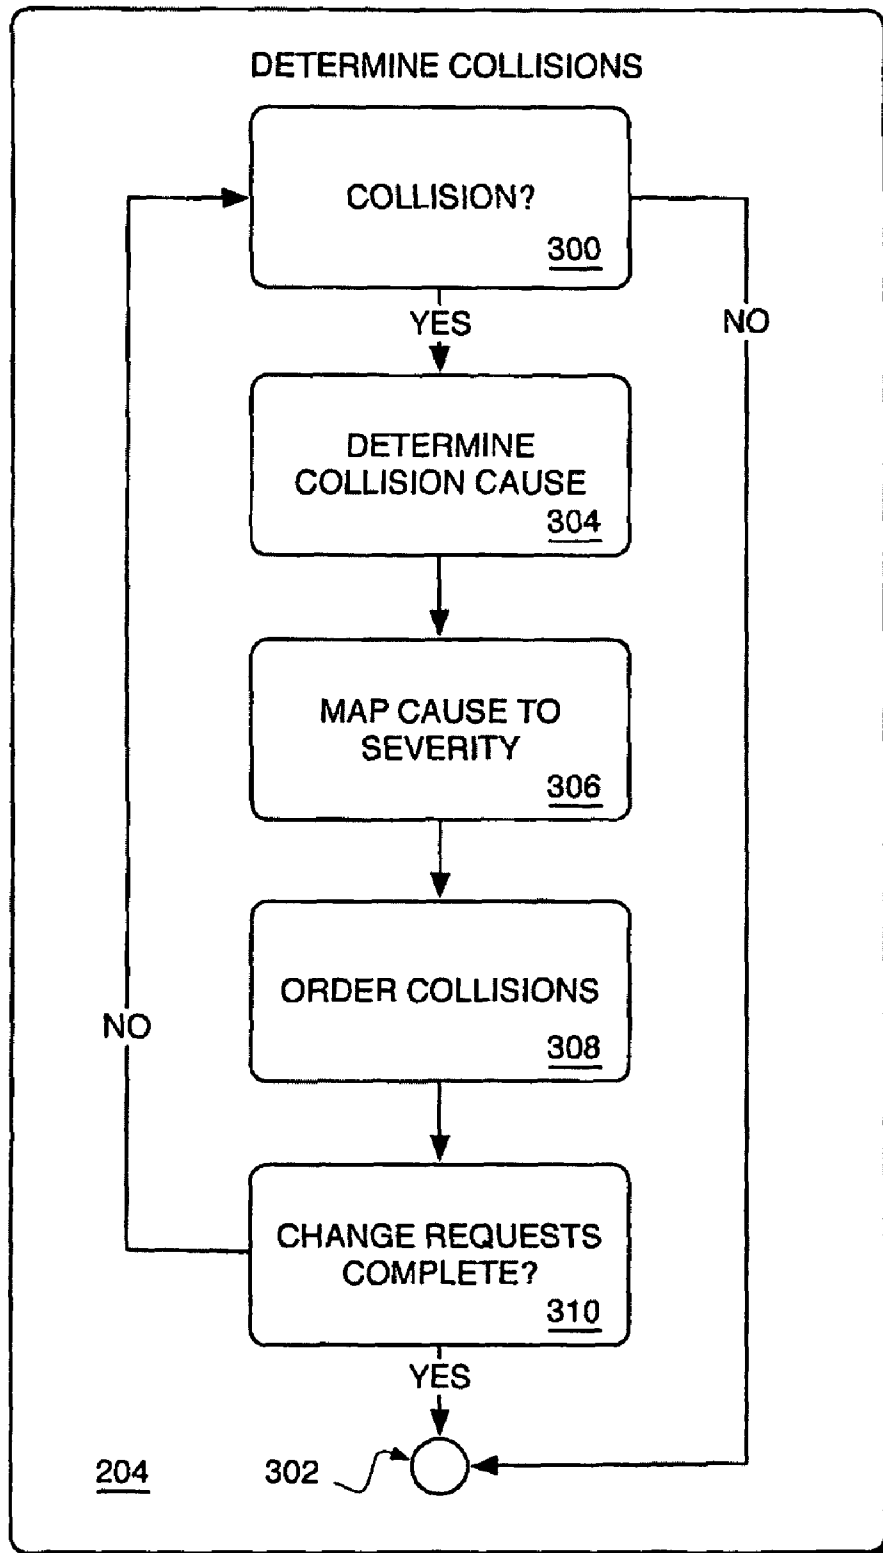 DETERMINE COLLISIONS
COLLISION?
300
YES
NO
DETERMINE
COLLISION CAUSE
304
MAP CAUSE TO
SEVERITY
306
ORDER COLLISIONS
308
NO
CHANGE REQUESTS
COMPLETE?
310
YES
204
302